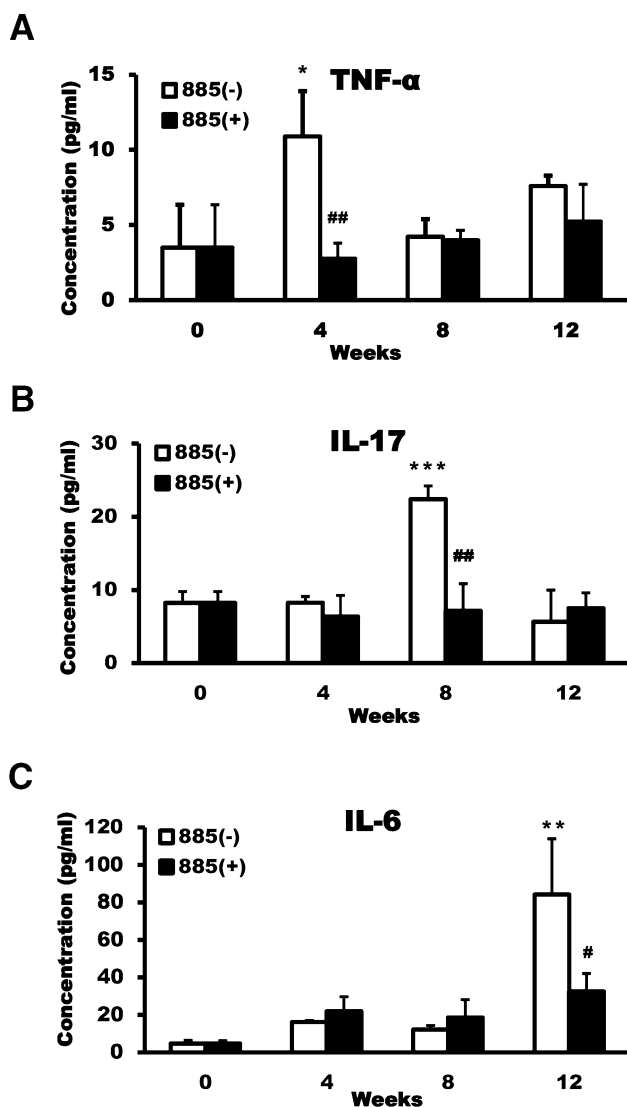 A
TNF-α
*
15
885(-)
885(+)
10
##
5
0
Concentration (pg/ml)
0 4 8 12
Weeks
B
IL-17
30
***
885(-)
885(+)
20
##
10
0
Concentration (pg/ml)
0 4 8 12
Weeks
C
IL-6
120
**
885(-)
885(+)
100
80
60
#
40
20
0
Concentration (pg/ml)
0 4 8 12
Weeks